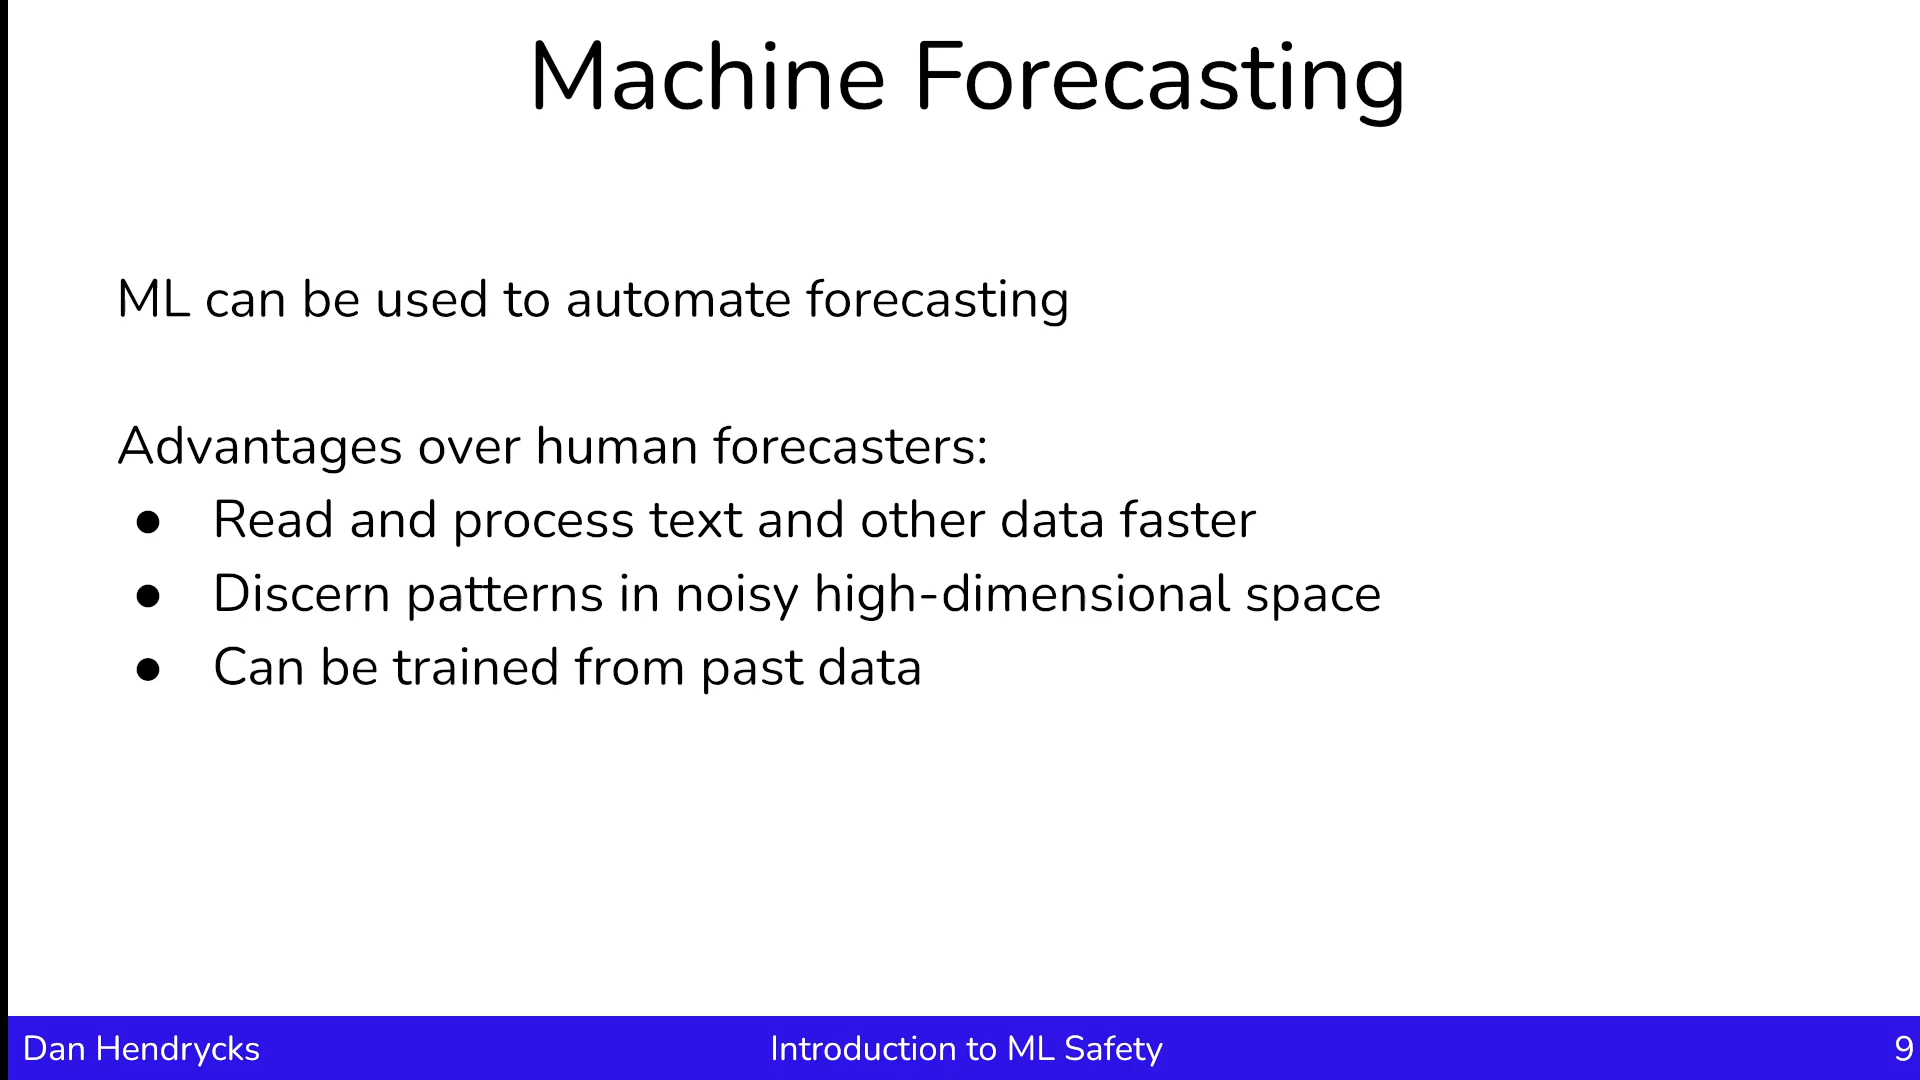 Machine Forecasting
ML can be used to automate forecasting
Advantages over human forecasters:
● Read and process text and other data faster
● Discern patterns in noisy high-dimensional space
● Can be trained from past data
Dan Hendrycks
Introduction to ML Safety
9